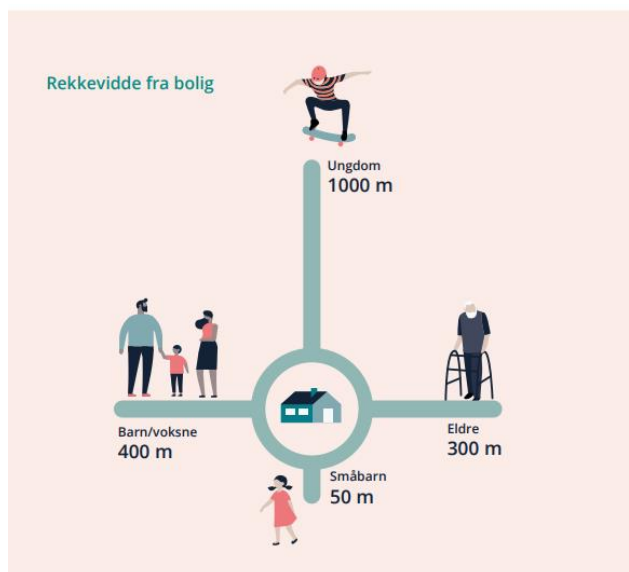 Rekkevidde fra bolig
Ungdom
1000 m
Barn/voksne
400 m
Eldre
300 m
Småbarn
50 m